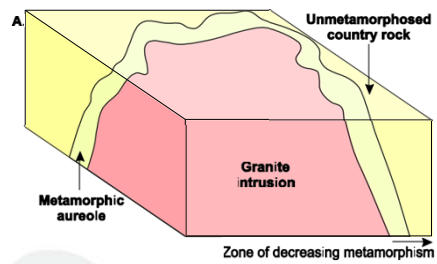 A.
Unmetamorphosed
country rock
Granite
intrusion
Metamorphic
aureole
Zone of decreasing metamorphism